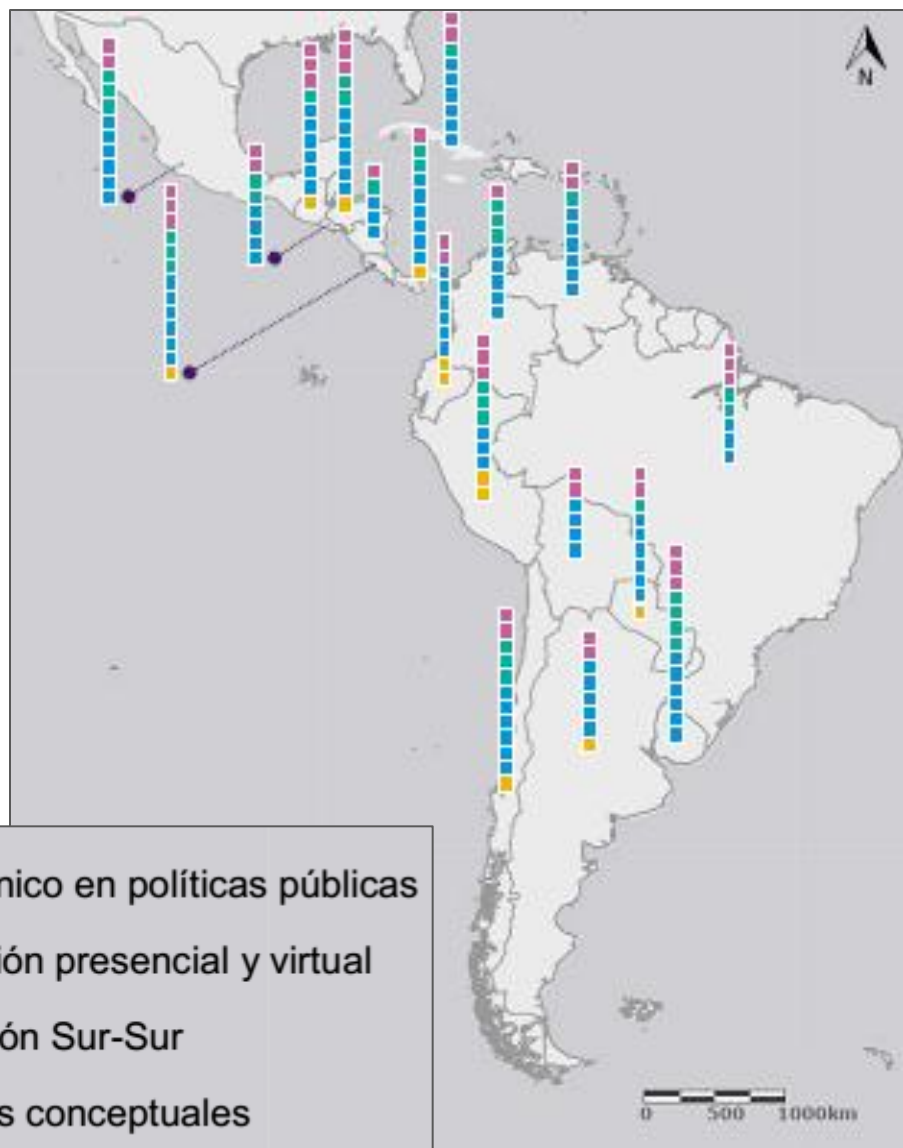 N
nico en políticas públicas
ión presencial y virtual
ón Sur-Sur
s conceptuales
0 500 1000km